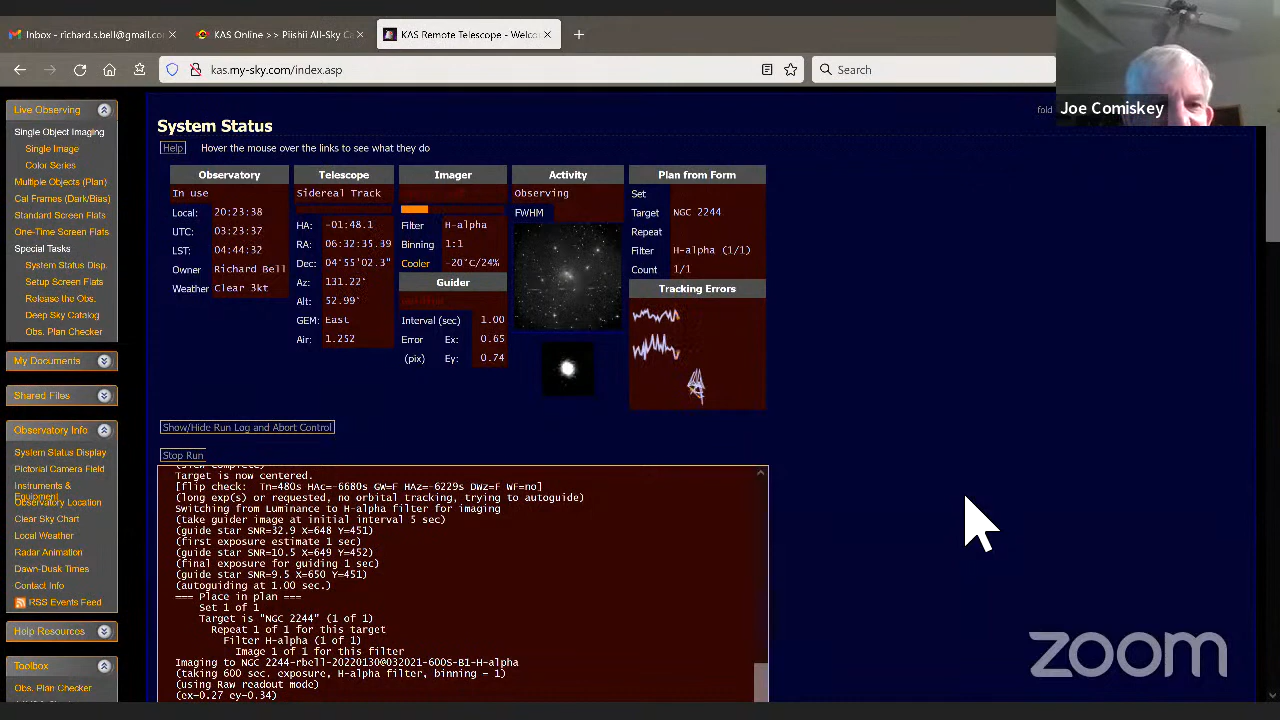 Inbox - richard.s.bell@gmail.co
KAS Online >> Piishii All-Sky Ca
KAS Remote Telescope - Welco
kas.my-sky.com/index.asp
Search
Joe Comiskey
Live Observing
Single Object Imaging
Single Image
Color Series
Multiple Objects (Plan)
Cal Frames (Dark/Bias)
Standard Screen Flats
One-Time Screen Flats
Special Tasks
System Status Disp.
Setup Screen Flats
Release the Obs.
Deep Sky Catalog
Obs. Plan Checker
My Documents
Shared Files
Observatory Info
System Status Display
Pictorial Camera Field
Instruments & Equipment
Observatory Location
Clear Sky Chart
Local Weather
Radar Animation
Dawn-Dusk Times
Contact Info
RSS Events Feed
Help Resources
Toolbox
Obs. Plan Checker
System Status
fold
Help Hover the mouse over the links to see what they do
Observatory
In use
Local: 20:23:38
UTC: 03:23:37
LST: 04:44:32
Owner Richard Bell
Weather Clear 3kt
Telescope
Sidereal Track
HA: -01:48.1
RA: 06:32:35.39
Dec: 04°55'02.3"
Az: 131.22°
Alt: 52.99°
GEM: East
Air: 1.252
Imager
Filter H-alpha
Binning 1:1
Cooler -20°C/24%
Guider
Interval (sec) 1.00
Error Ex: 0.65
(pix) Ey: 0.74
Activity
Observing
FWHM
Plan from Form
Set
Target NGC 2244
Repeat
Filter H-alpha (1/1)
Count 1/1
Tracking Errors
Show/Hide Run Log and Abort Control
Stop Run
(slew complete)
Target is now centered.
[flip check: Tn=480s HAc=-6680s GW=F HAz=-6229s DWz=F WF=no]
(long exp(s) or requested, no orbital tracking, trying to autoguide)
Switching from Luminance to H-alpha filter for imaging
(take guider image at initial interval 5 sec)
(guide star SNR=32.9 X=648 Y=451)
(first exposure estimate 1 sec)
(guide star SNR=10.5 X=649 Y=452)
(final exposure for guiding 1 sec)
(guide star SNR=9.5 X=650 Y=451)
(autoguiding at 1.00 sec.)
=== Place in plan ===
Set 1 of 1
Target is "NGC 2244" (1 of 1)
Repeat 1 of 1 for this target
Filter H-alpha (1 of 1)
Image 1 of 1 for this filter
Imaging to NGC 2244-rbell-20220130@032021-600S-B1-H-alpha
(taking 600 sec. exposure, H-alpha filter, binning = 1)
(using Raw readout mode)
(ex=0.27 ey=0.34)
zoom